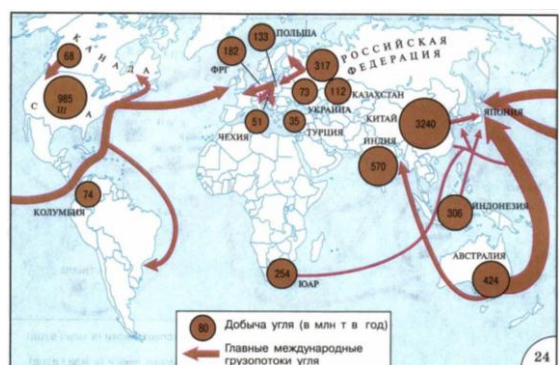 КАНАДА
68
США
985
КОЛУМБИЯ
74
ФРГ
182
ПОЛЬША
133
РОССИЙСКАЯ
ФЕДЕРАЦИЯ
317
УКРАИНА
73
КАЗАХСТАН
112
ЧЕХИЯ
51
ТУРЦИЯ
35
КИТАЙ
3240
ЯПОНИЯ
ИНДИЯ
570
ИНДОНЕЗИЯ
306
АВСТРАЛИЯ
424
ЮАР
254
80 Добыча угля (в млн т в год)
Главные международные
грузопотоки угля
24